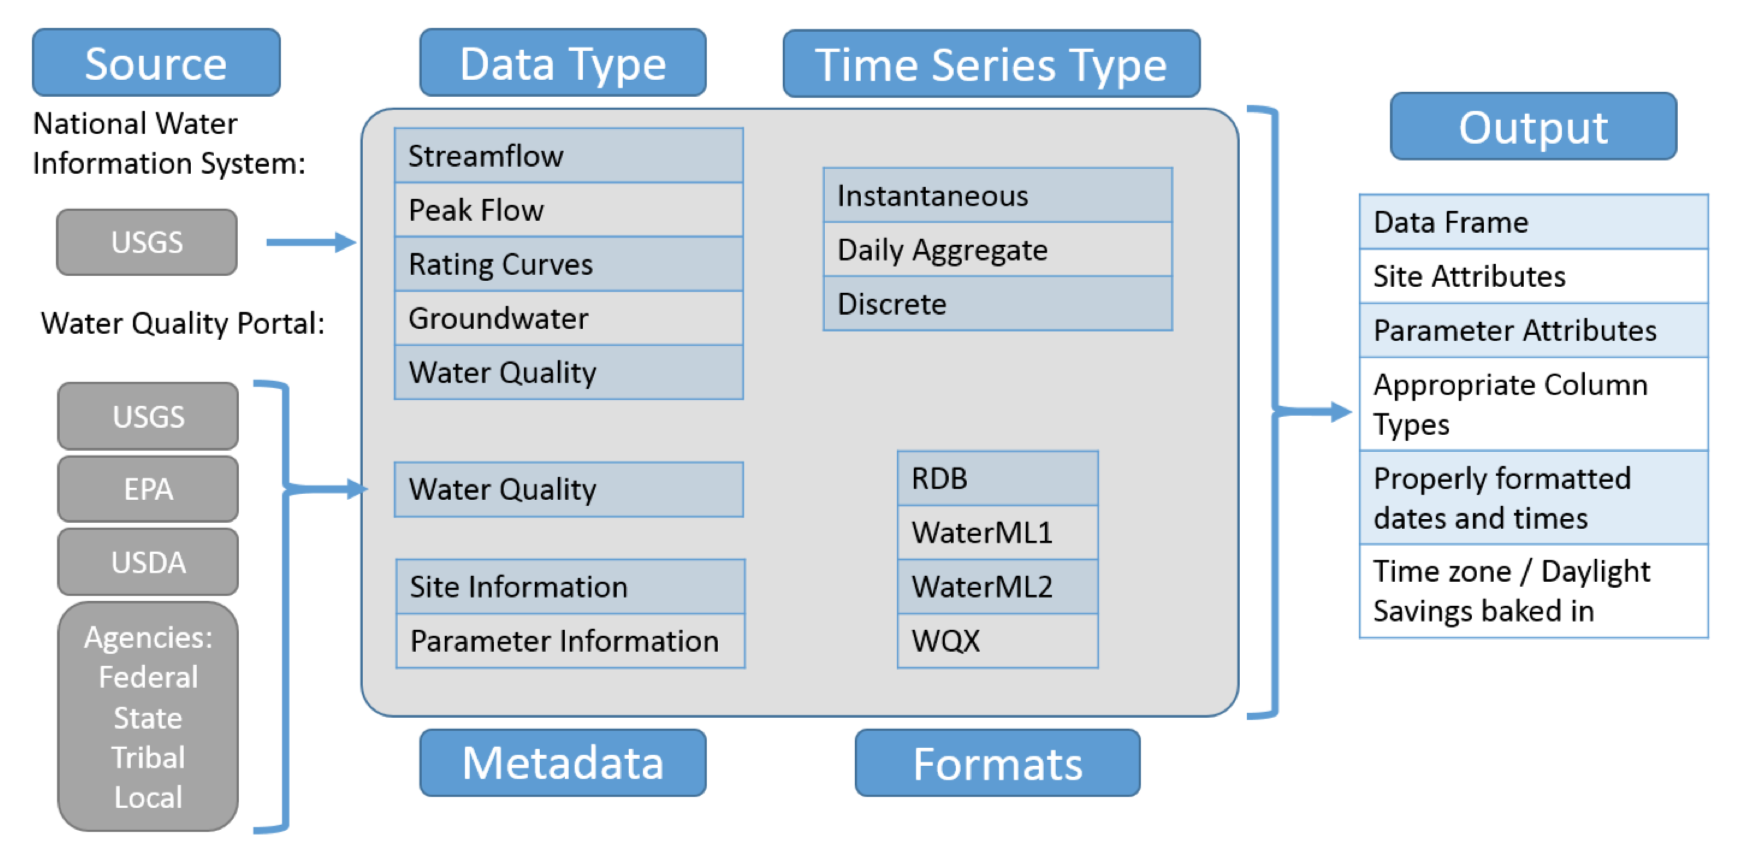 Source
National Water
Information System:
USGS
Water Quality Portal:
USGS
EPA
USDA
Agencies:
Federal
State
Tribal
Local
Data Type
Streamflow
Peak Flow
Rating Curves
Groundwater
Water Quality
Water Quality
Site Information
Parameter Information
Metadata
Time Series Type
Instantaneous
Daily Aggregate
Discrete
RDB
WaterML1
WaterML2
WQX
Formats
Output
Data Frame
Site Attributes
Parameter Attributes
Appropriate Column
Types
Properly formatted
dates and times
Time zone / Daylight
Savings baked in